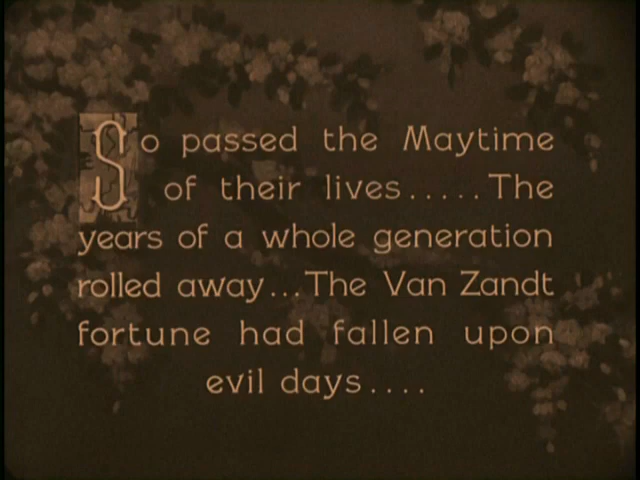 So passed the Maytime
of their lives.....The
years of a whole generation
rolled away...The Van Zandt
fortune had fallen upon
evil days....